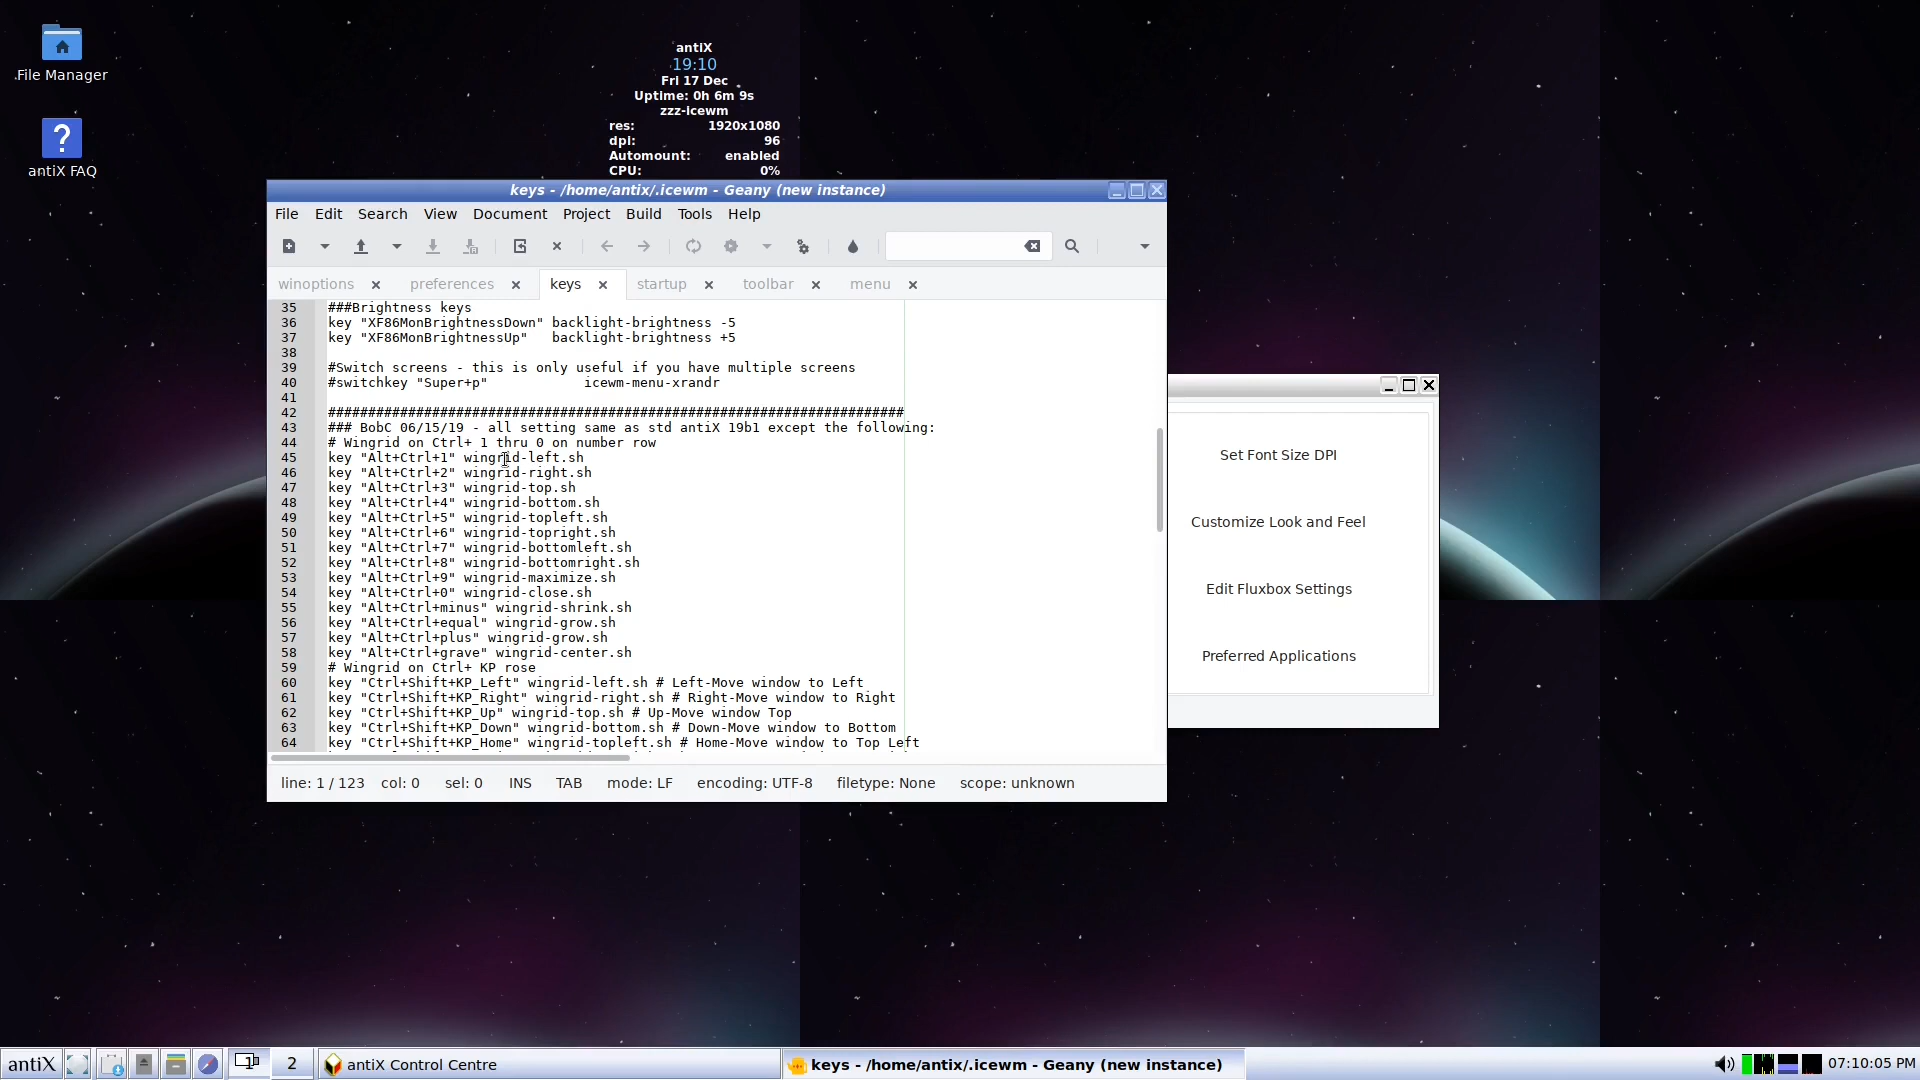 File Manager
antiX FAQ
antiX
19:10
Fri 17 Dec
Uptime: 0h 6m 9s
zzz-icewm
res: 1920x1080
dpi: 96
Automount: enabled
CPU: 0%
keys - /home/antix/.icewm - Geany (new instance)
File Edit Search View Document Project Build Tools Help
winoptions preferences keys startup toolbar menu
35 ###Brightness keys
36 key "XF86MonBrightnessDown" backlight-brightness -5
37 key "XF86MonBrightnessUp" backlight-brightness +5
38
39 #Switch screens - this is only useful if you have multiple screens
40 #switchkey "Super+p" icewm-menu-xrandr
41
42 ########################################################################
43 ### BobC 06/15/19 - all setting same as std antiX 19b1 except the following:
44 # Wingrid on Ctrl+ 1 thru 0 on number row
45 key "Alt+Ctrl+1" wingrid-left.sh
46 key "Alt+Ctrl+2" wingrid-right.sh
47 key "Alt+Ctrl+3" wingrid-top.sh
48 key "Alt+Ctrl+4" wingrid-bottom.sh
49 key "Alt+Ctrl+5" wingrid-topleft.sh
50 key "Alt+Ctrl+6" wingrid-topright.sh
51 key "Alt+Ctrl+7" wingrid-bottomleft.sh
52 key "Alt+Ctrl+8" wingrid-bottomright.sh
53 key "Alt+Ctrl+9" wingrid-maximize.sh
54 key "Alt+Ctrl+0" wingrid-close.sh
55 key "Alt+Ctrl+minus" wingrid-shrink.sh
56 key "Alt+Ctrl+equal" wingrid-grow.sh
57 key "Alt+Ctrl+plus" wingrid-grow.sh
58 key "Alt+Ctrl+grave" wingrid-center.sh
59 # Wingrid on Ctrl+ KP rose
60 key "Ctrl+Shift+KP_Left" wingrid-left.sh # Left-Move window to Left
61 key "Ctrl+Shift+KP_Right" wingrid-right.sh # Right-Move window to Right
62 key "Ctrl+Shift+KP_Up" wingrid-top.sh # Up-Move window Top
63 key "Ctrl+Shift+KP_Down" wingrid-bottom.sh # Down-Move window to Bottom
64 key "Ctrl+Shift+KP_Home" wingrid-topleft.sh # Home-Move window to Top Left
line: 1 / 123 col: 0 sel: 0 INS TAB mode: LF encoding: UTF-8 filetype: None scope: unknown
Set Font Size DPI
Customize Look and Feel
Edit Fluxbox Settings
Preferred Applications
antiX 1 2 antiX Control Centre keys - /home/antix/.icewm - Geany (new instance) 07:10:05 PM